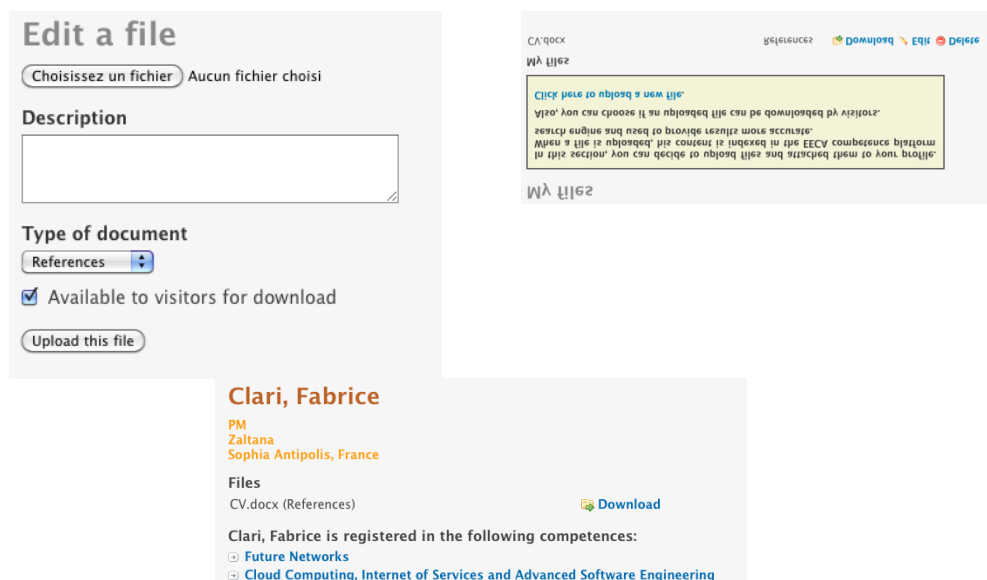 Edit a file
Choisissez un fichier Aucun fichier choisi
Description
Type of document
References
Available to visitors for download
Upload this file
My files
In this section, you can decide to upload files and attached them to your profile.
When a file is uploaded, his content is indexed in the EECA competence platform
search engine and used to provide results more accurate.
Also, you can choose if an uploaded file can be downloaded by visitors.
Click here to upload a new file.
My files
CV.docx References Download Edit Delete
Clari, Fabrice
PM
Zaltana
Sophia Antipolis, France
Files
CV.docx (References) Download
Clari, Fabrice is registered in the following competences:
Future Networks
Cloud Computing, Internet of Services and Advanced Software Engineering